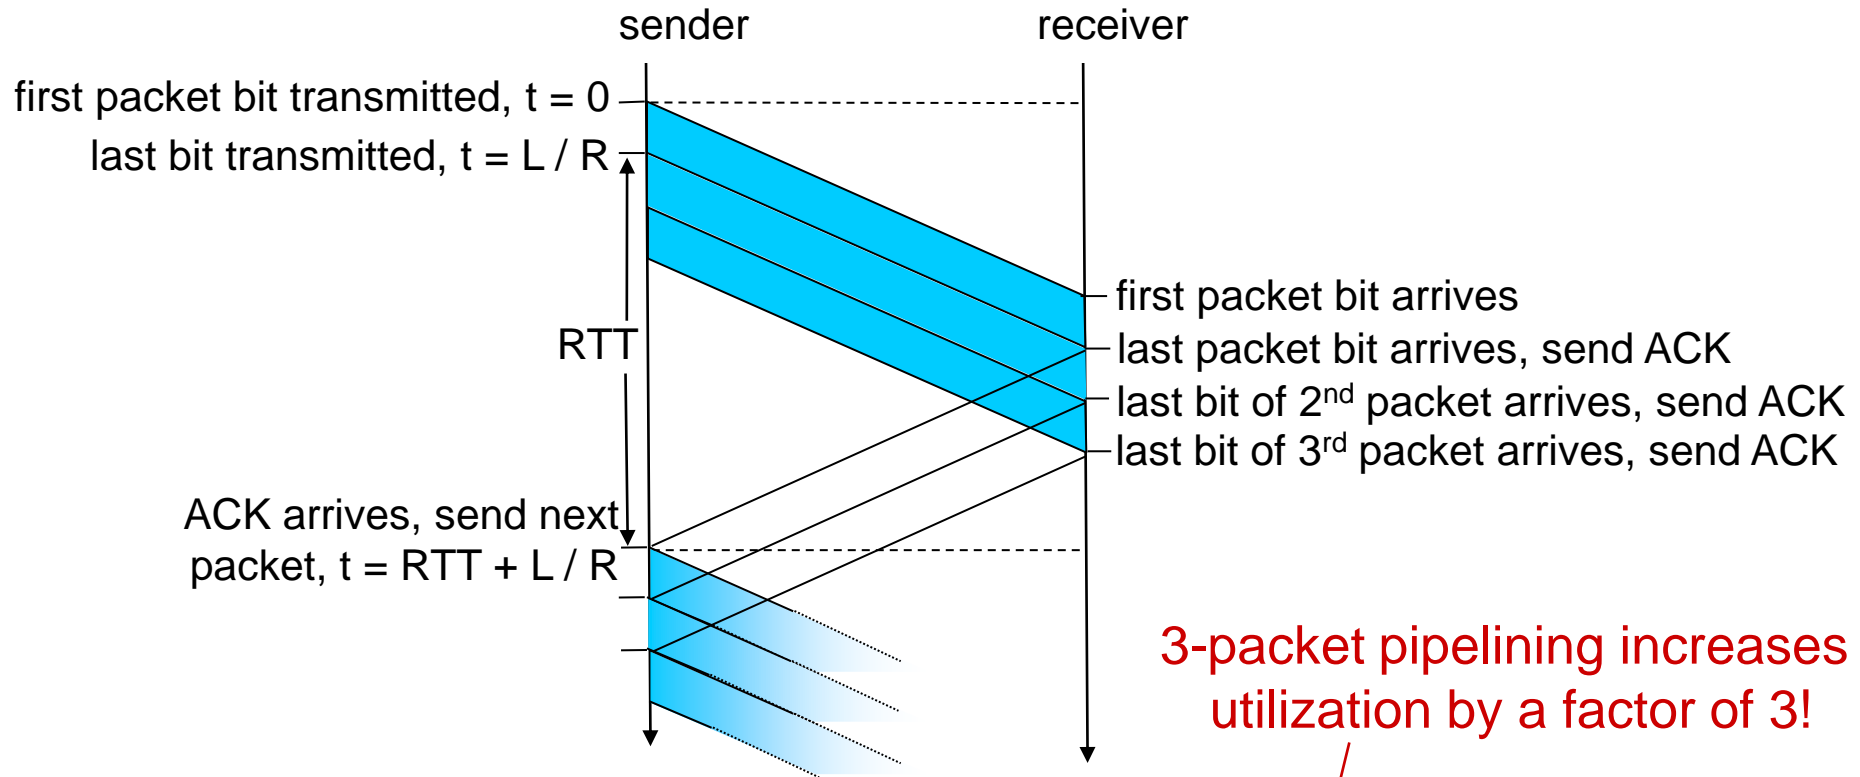 sender
receiver
first packet bit transmitted, t = 0
last bit transmitted, t = L / R
RTT
first packet bit arrives
last packet bit arrives, send ACK
last bit of 2nd packet arrives, send ACK
last bit of 3rd packet arrives, send ACK
ACK arrives, send next
packet, t = RTT + L / R
3-packet pipelining increases
utilization by a factor of 3!